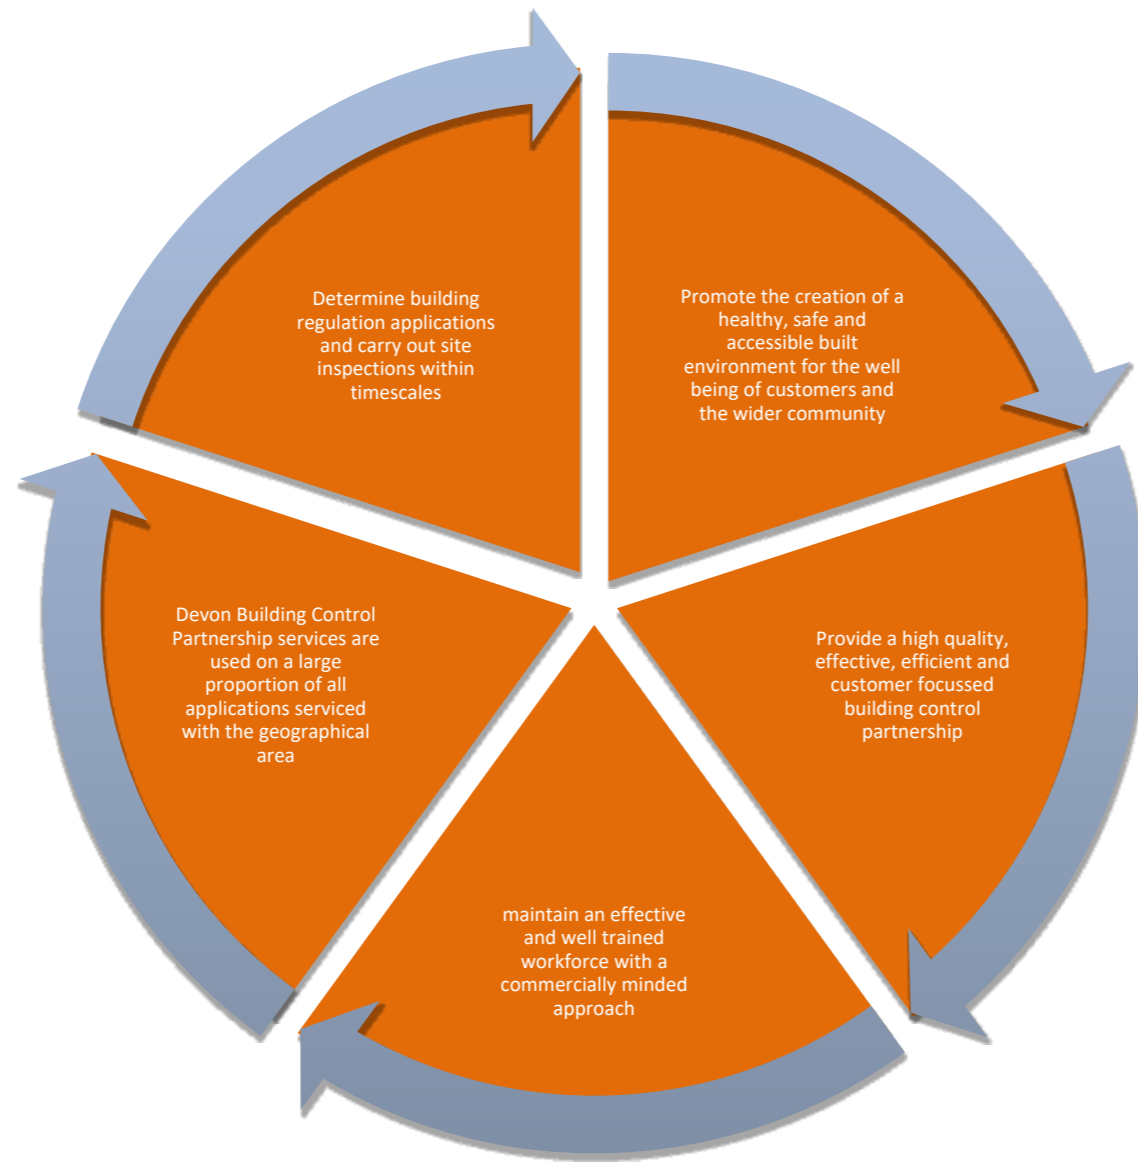 Determine building
regulation applications
and carry out site
inspections within
timescales
Promote the creation of a
healthy, safe and
accessible built
environment for the well
being of customers and
the wider community
Devon Building Control
Partnership services are
used on a large
proportion of all
applications serviced
with the geographical
area
Provide a high quality,
effective, efficient and
customer focussed
building control
partnership
maintain an effective
and well trained
workforce with a
commercially minded
approach